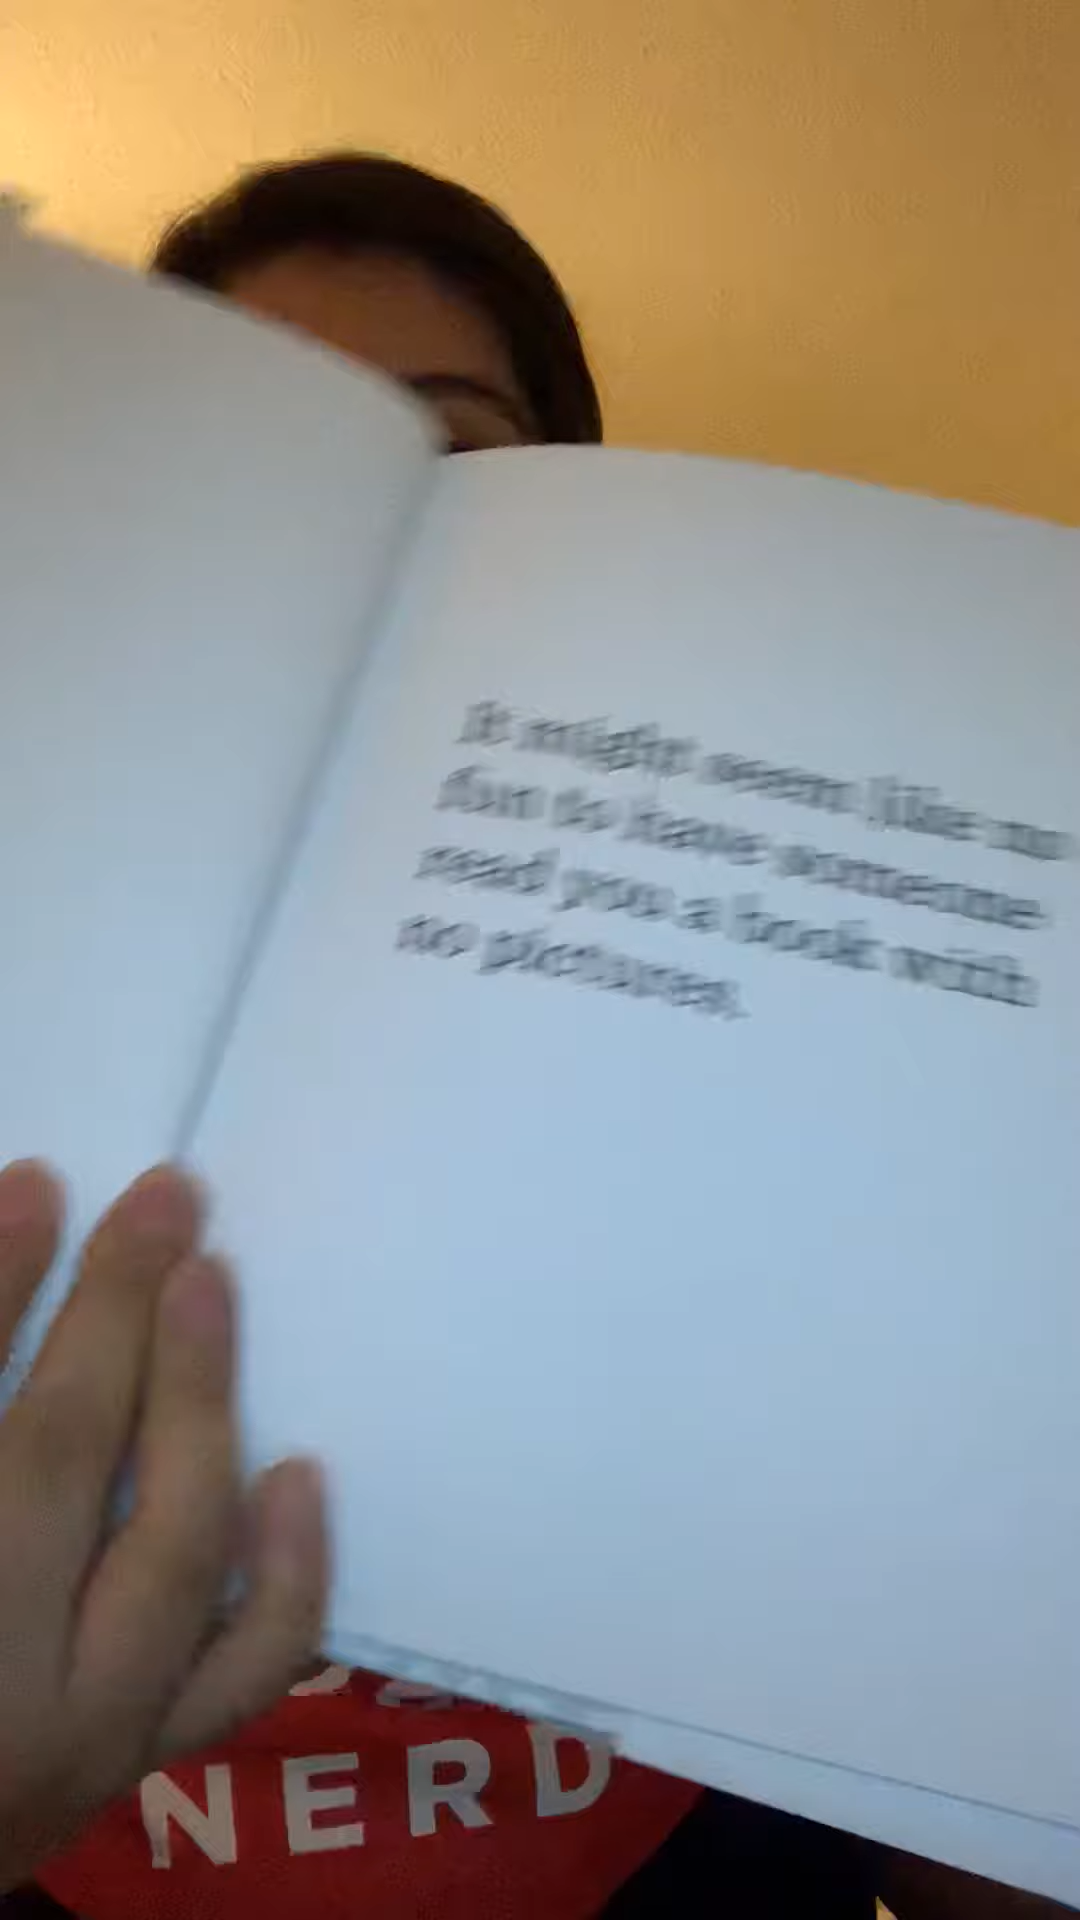 It might seem like no
fun to have someone
read you a book with
no pictures.
NERD